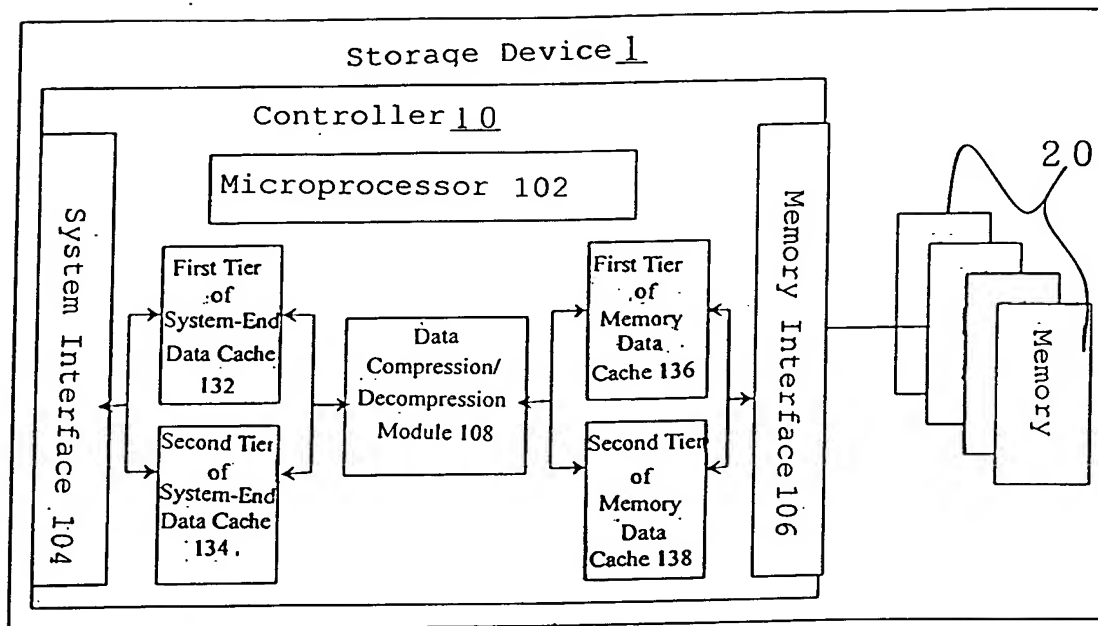 Storage Device 1
Controller 10
Microprocessor 102
System Interface 104
First Tier
of
System-End
Data Cache
132
Second Tier
of
System-End
Data Cache
134
Data
Compression/
Decompression
Module 108
First Tier
of
Memory
Data
Cache 136
Second Tier
of
Memory
Data
Cache 138
Memory Interface 106
20
Memory